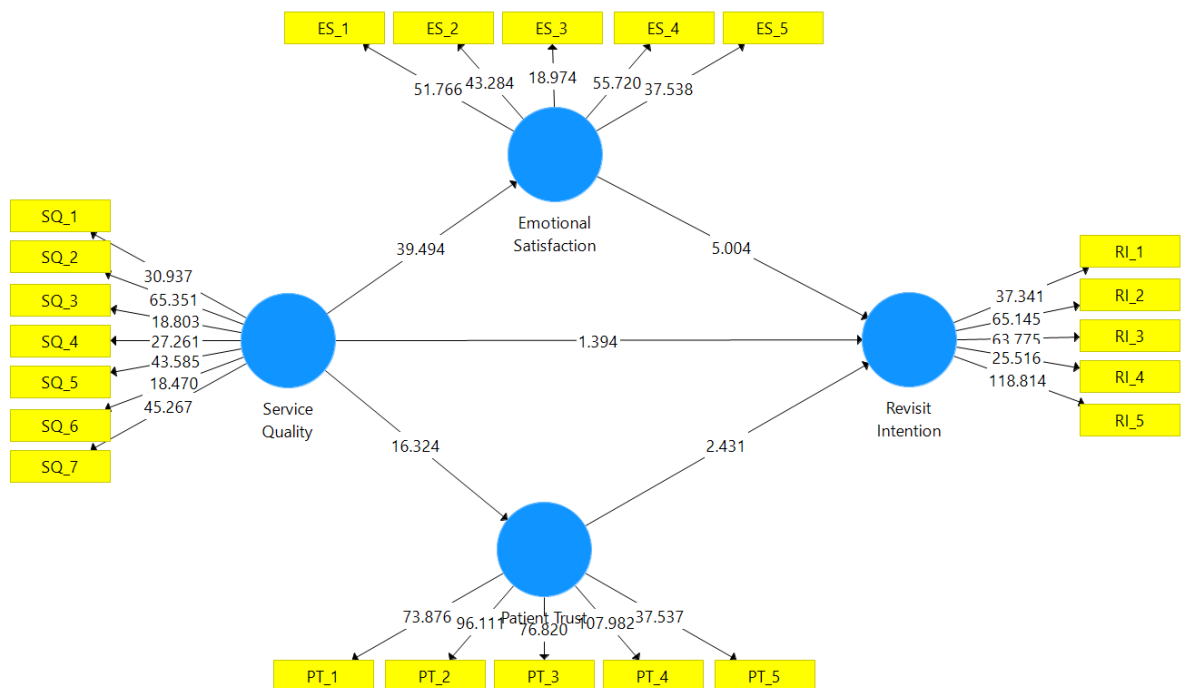 ES_1
ES_2
ES_3
ES_4
ES_5
51.766
43.284
18.974
55.720
37.538
Emotional
Satisfaction
SQ_1
SQ_2
SQ_3
SQ_4
SQ_5
SQ_6
SQ_7
30.937
65.351
18.803
27.261
43.585
18.470
45.267
Service
Quality
39.494
5.004
1.394
16.324
2.431
RI_1
RI_2
RI_3
RI_4
RI_5
37.341
65.145
63.775
25.516
118.814
Revisit
Intention
Patient Trust
73.876
96.111
76.820
107.982
37.537
PT_1
PT_2
PT_3
PT_4
PT_5